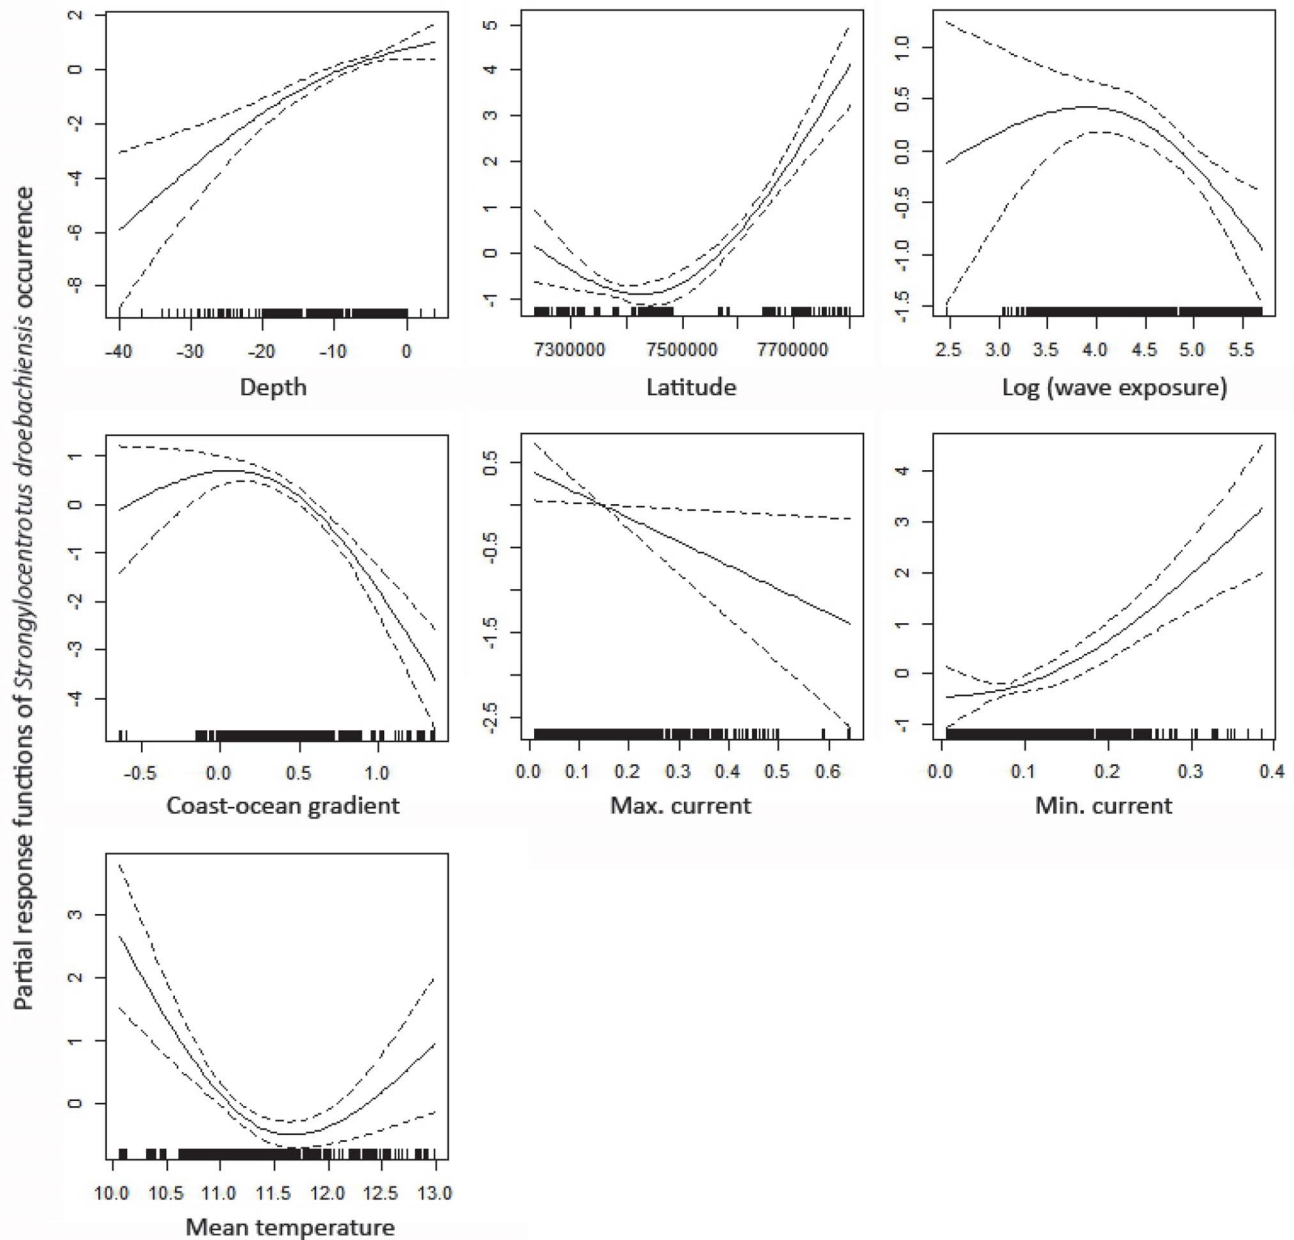 Partial response functions of Strongylocentrotus droebachiensis occurrence
2
0
-2
-4
-6
-8
-40 -30 -20 -10 0
Depth
5
4
3
2
1
0
-1
7300000 7500000 7700000
Latitude
1.0
0.5
0.0
-0.5
-1.0
-1.5
2.5 3.0 3.5 4.0 4.5 5.0 5.5
Log (wave exposure)
1
0
-1
-2
-3
-4
-0.5 0.0 0.5 1.0
Coast-ocean gradient
0.5
-0.5
-1.5
-2.5
0.0 0.1 0.2 0.3 0.4 0.5 0.6
Max. current
4
3
2
1
0
-1
0.0 0.1 0.2 0.3 0.4
Min. current
3
2
1
0
10.0 10.5 11.0 11.5 12.0 12.5 13.0
Mean temperature